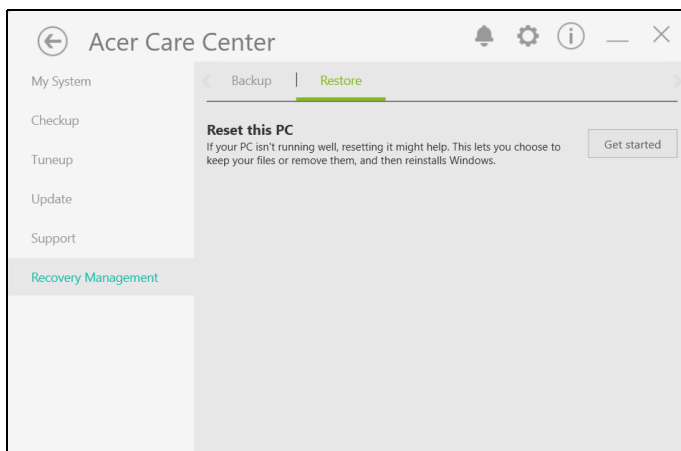 Acer Care Center
My System
Checkup
Tuneup
Update
Support
Recovery Management
Backup
Restore
Reset this PC
If your PC isn't running well, resetting it might help. This lets you choose to
keep your files or remove them, and then reinstalls Windows.
Get started